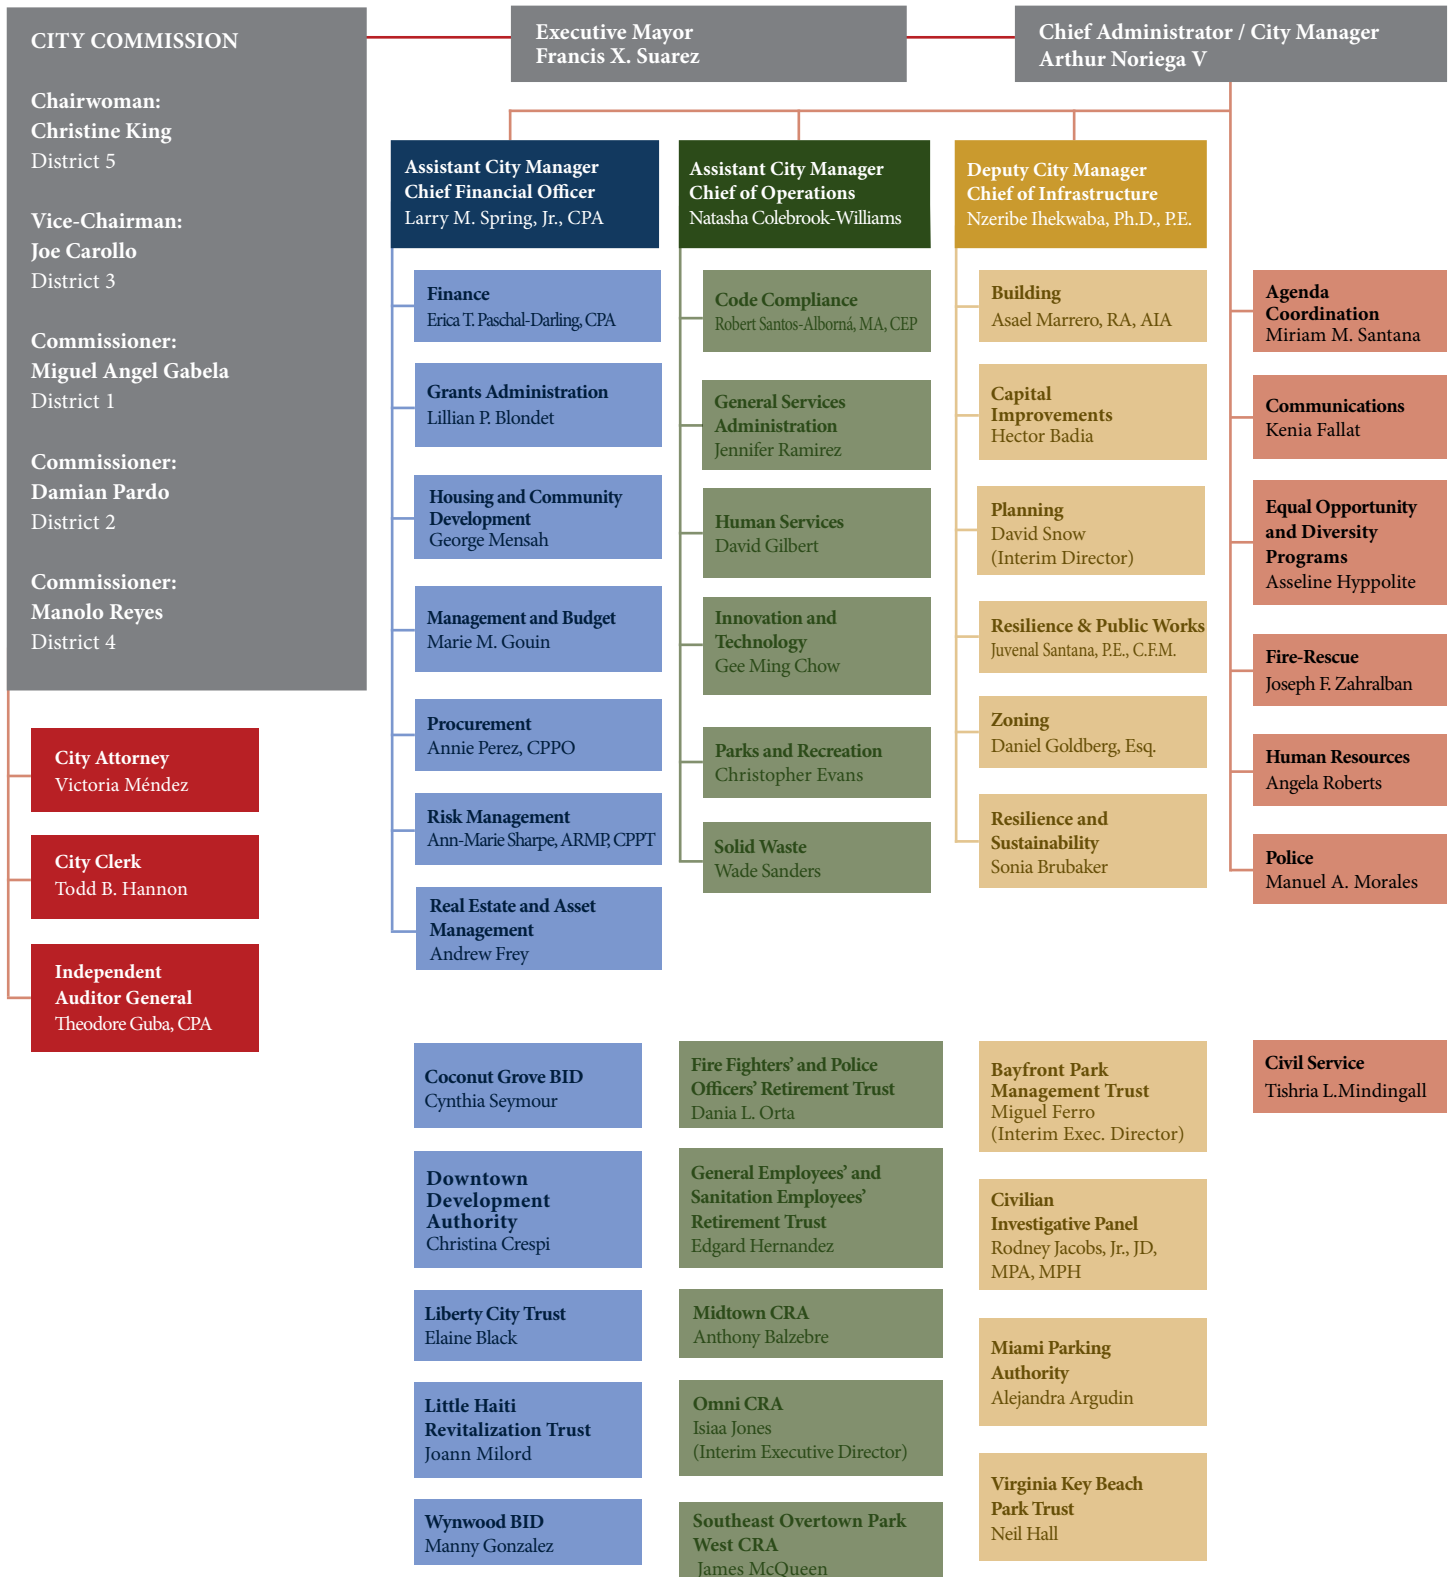 CITY COMMISSION
Chairwoman:
Christine King
District 5
Vice-Chairman:
Joe Carollo
District 3
Commissioner:
Miguel Angel Gabela
District 1
Commissioner:
Damian Pardo
District 2
Commissioner:
Manolo Reyes
District 4
Executive Mayor
Francis X. Suarez
Chief Administrator / City Manager
Arthur Noriega V
City Attorney
Victoria Méndez
City Clerk
Todd B. Hannon
Independent
Auditor General
Theodore Guba, CPA
Assistant City Manager
Chief Financial Officer
Larry M. Spring, Jr., CPA
Finance
Erica T. Paschal-Darling, CPA
Grants Administration
Lillian P. Blondet
Housing and Community
Development
George Mensah
Management and Budget
Marie M. Gouin
Procurement
Annie Perez, CPPO
Risk Management
Ann-Marie Sharpe, ARMP, CPPT
Real Estate and Asset
Management
Andrew Frey
Assistant City Manager
Chief of Operations
Natasha Colebrook-Williams
Code Compliance
Robert Santos-Alborná, MA, CEP
General Services
Administration
Jennifer Ramirez
Human Services
David Gilbert
Innovation and
Technology
Gee Ming Chow
Parks and Recreation
Christopher Evans
Solid Waste
Wade Sanders
Deputy City Manager
Chief of Infrastructure
Nzeribe Ihekwaba, Ph.D., P.E.
Building
Asael Marrero, RA, AIA
Capital
Improvements
Hector Badia
Planning
David Snow
(Interim Director)
Resilience & Public Works
Juvenal Santana, P.E., C.F.M.
Zoning
Daniel Goldberg, Esq.
Resilience and
Sustainability
Sonia Brubaker
Agenda
Coordination
Miriam M. Santana
Communications
Kenia Fallat
Equal Opportunity
and Diversity
Programs
Asseline Hyppolite
Fire-Rescue
Joseph F. Zahralban
Human Resources
Angela Roberts
Police
Manuel A. Morales
Coconut Grove BID
Cynthia Seymour
Downtown
Development
Authority
Christina Crespi
Liberty City Trust
Elaine Black
Little Haiti
Revitalization Trust
Joann Milord
Wynwood BID
Manny Gonzalez
Fire Fighters' and Police
Officers' Retirement Trust
Dania L. Orta
General Employees' and
Sanitation Employees'
Retirement Trust
Edgard Hernandez
Midtown CRA
Anthony Balzebre
Omni CRA
Isiaa Jones
(Interim Executive Director)
Southeast Overtown Park
West CRA
James McQueen
Bayfront Park
Management Trust
Miguel Ferro
(Interim Exec. Director)
Civilian
Investigative Panel
Rodney Jacobs, Jr., JD,
MPA, MPH
Miami Parking
Authority
Alejandra Argudin
Virginia Key Beach
Park Trust
Neil Hall
Civil Service
Tishria L.Mindingall